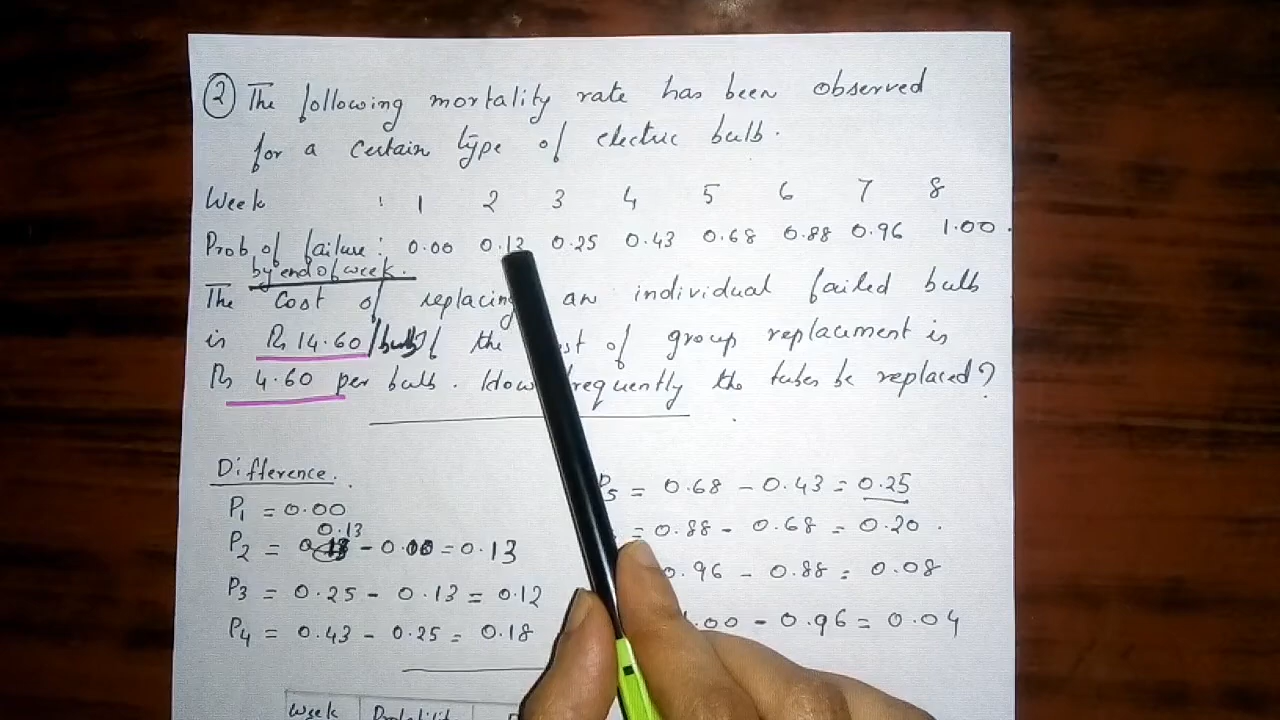 ② The following mortality rate has been observed
for a certain type of electric bulb.
Week : 1 2 3 4 5 6 7 8
Prob. of failure: 0.00 0.13 0.25 0.43 0.68 0.88 0.96 1.00.
by end of week.
The cost of replacing an individual failed bulb
is Rs 14.60/bulb the of group replacement is
Rs 4.60 per bulb. the tubes be replaced?
Difference.
P1 = 0.00
0.13
P2 = - 0.00 = 0.13
P3 = 0.25 - 0.13 = 0.12
P4 = 0.43 - 0.25 = 0.18
P5 = 0.68 - 0.43 = 0.25
= 0.88 - 0.68 = 0.20.
0.96 - 0.88 = 0.08
.00 - 0.96 = 0.04
Week Probability